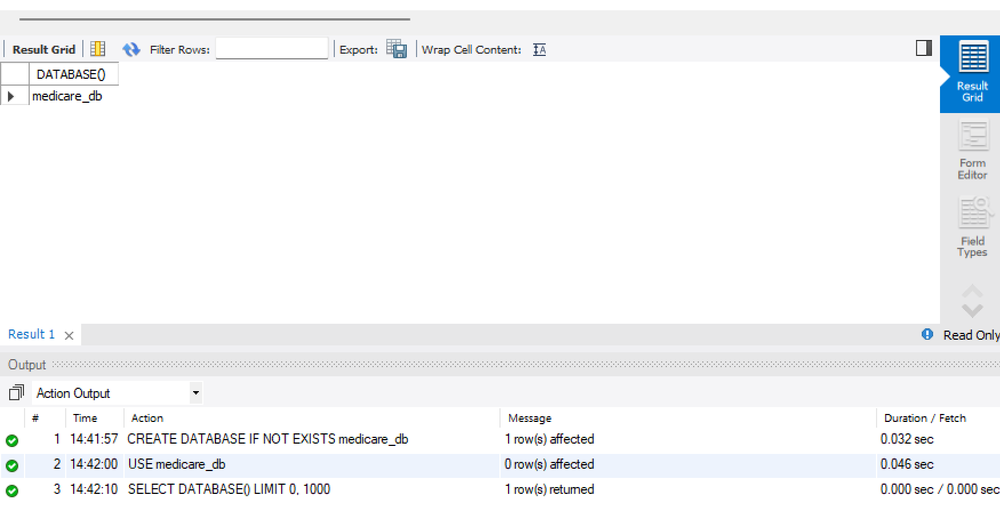 Result Grid Filter Rows: Export: Wrap Cell Content:
DATABASE()
medicare_db
Result
Grid
Form
Editor
Field
Types
Result 1 Read Only
Output
Action Output
# Time Action Message Duration / Fetch
1 14:41:57 CREATE DATABASE IF NOT EXISTS medicare_db 1 row(s) affected 0.032 sec
2 14:42:00 USE medicare_db 0 row(s) affected 0.046 sec
3 14:42:10 SELECT DATABASE() LIMIT 0, 1000 1 row(s) returned 0.000 sec / 0.000 sec